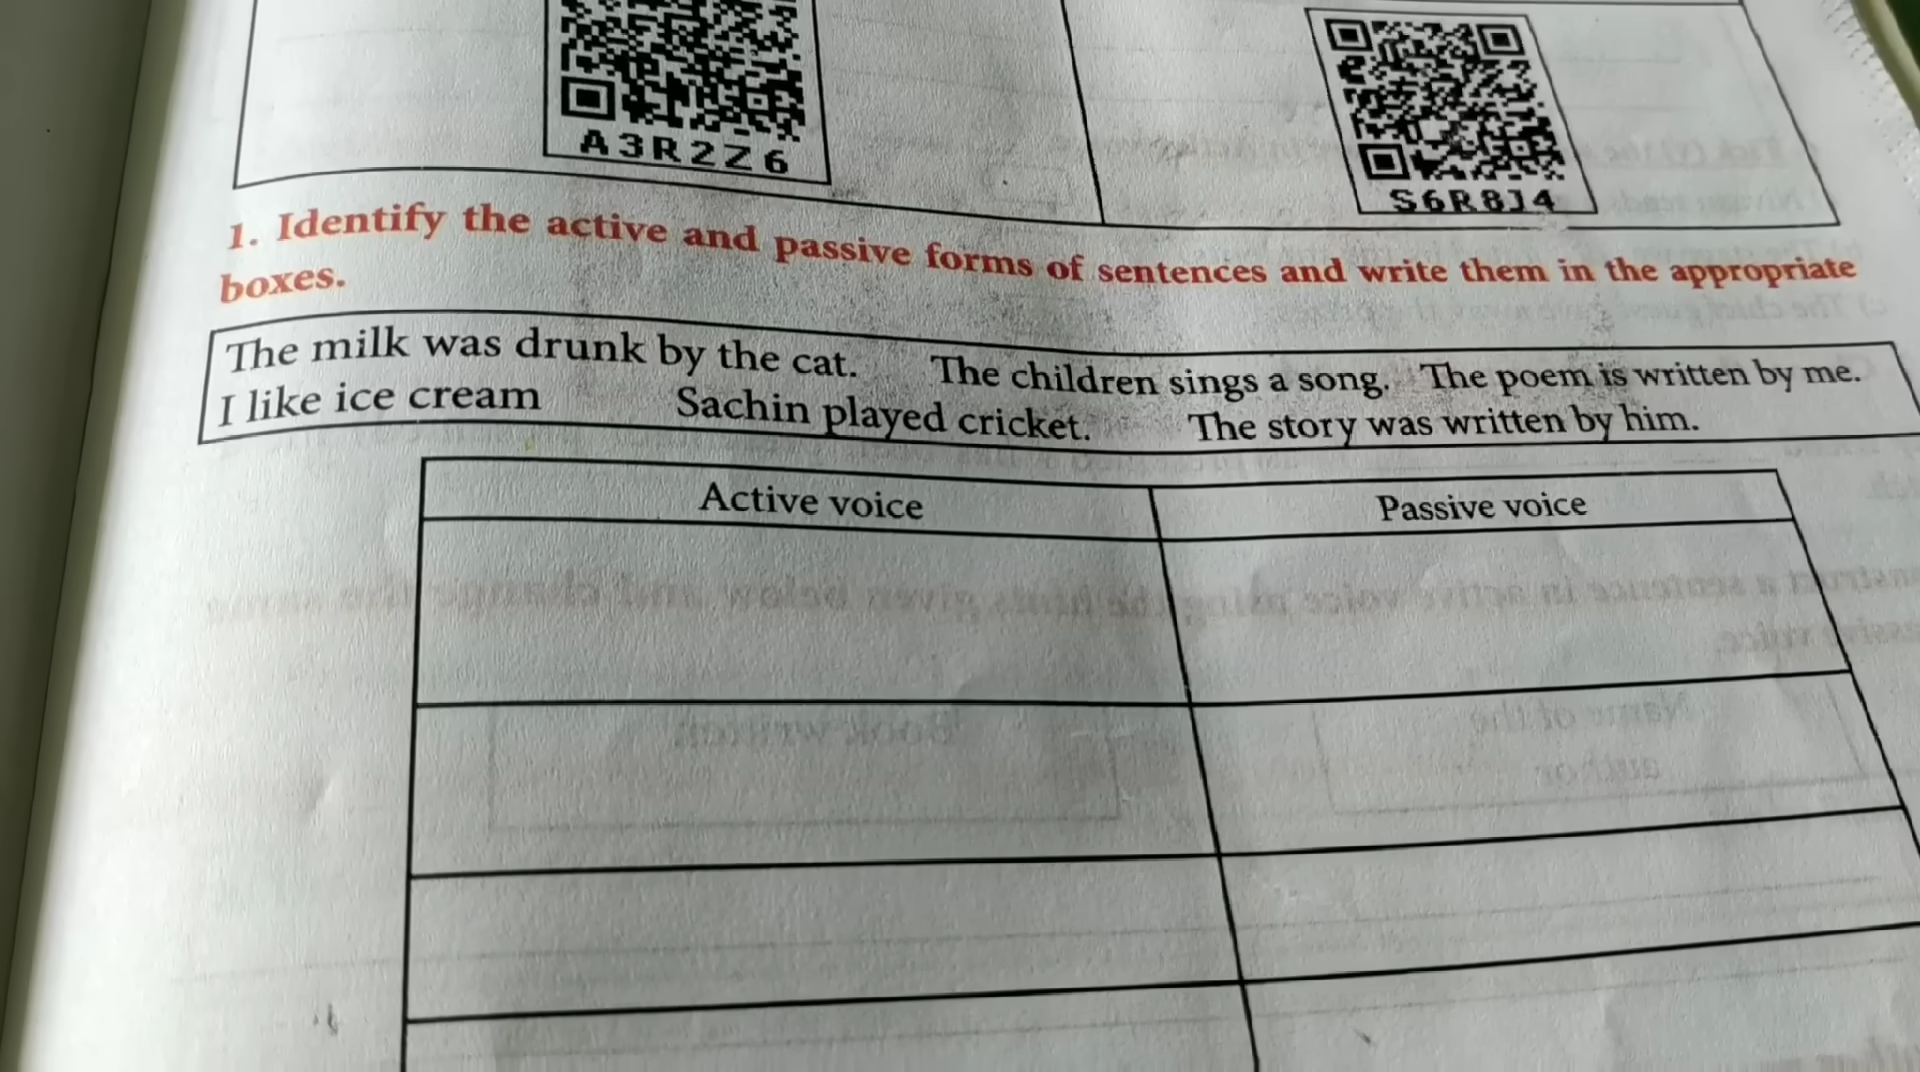 A3R2Z6
S6R8J4
1. Identify the active and passive forms of sentences and write them in the appropriate
boxes.
The milk was drunk by the cat. The children sings a song. The poem is written by me.
I like ice cream Sachin played cricket. The story was written by him.
Active voice Passive voice